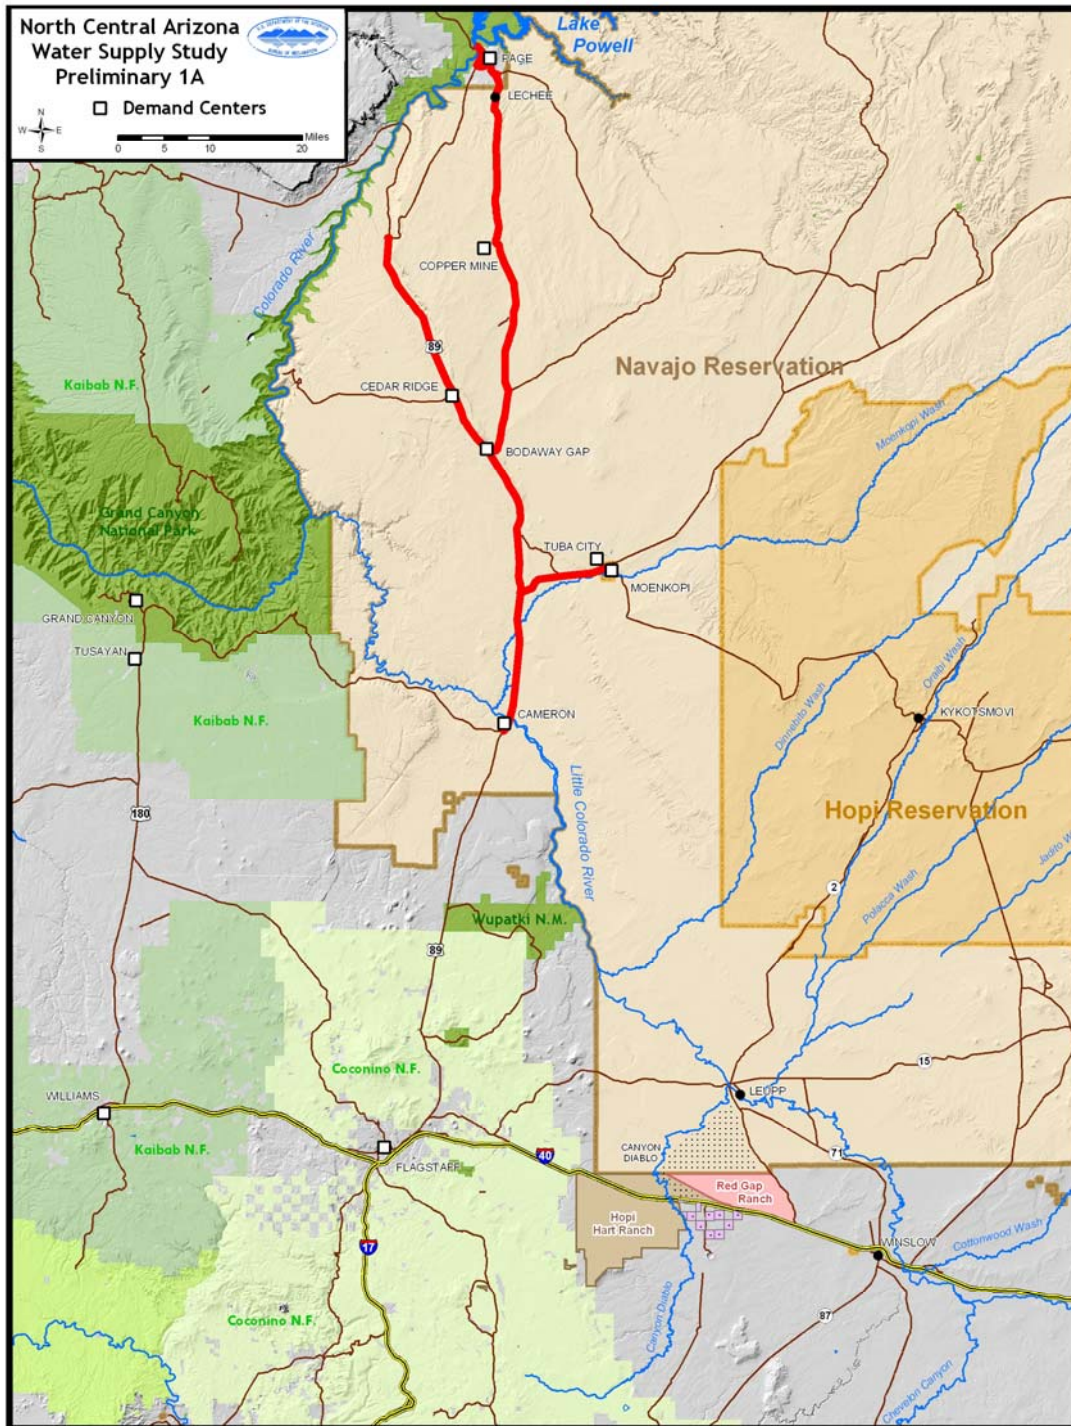 North Central Arizona
Water Supply Study
Preliminary 1A
Demand Centers
N
W E
S
Miles
0 5 10 20
Lake
Powell
PAGE
LECHEE
Colorado River
COPPER MINE
89
Navajo Reservation
Kaibab N.F.
CEDAR RIDGE
Moenkopi Wash
BODAWAY GAP
Grand Canyon
National Park
TUBA CITY
MOENKOPI
GRAND CANYON
TUSAYAN
Oraibi Wash
Dinnebito Wash
KYKOTSMOVI
Kaibab N.F.
CAMERON
Little Colorado River
180
Hopi Reservation
Jadito W
2
Polacca Wash
Wupatki N.M.
89
15
Coconino N.F.
WILLIAMS
LEUPP
Kaibab N.F.
FLAGSTAFF
40
CANYON
DIABLO
71
Red Gap
Ranch
Hopi
Hart Ranch
17
WINSLOW
Cottonwood Wash
Coconino N.F.
Canyon Diablo
87
Chevelon Canyon